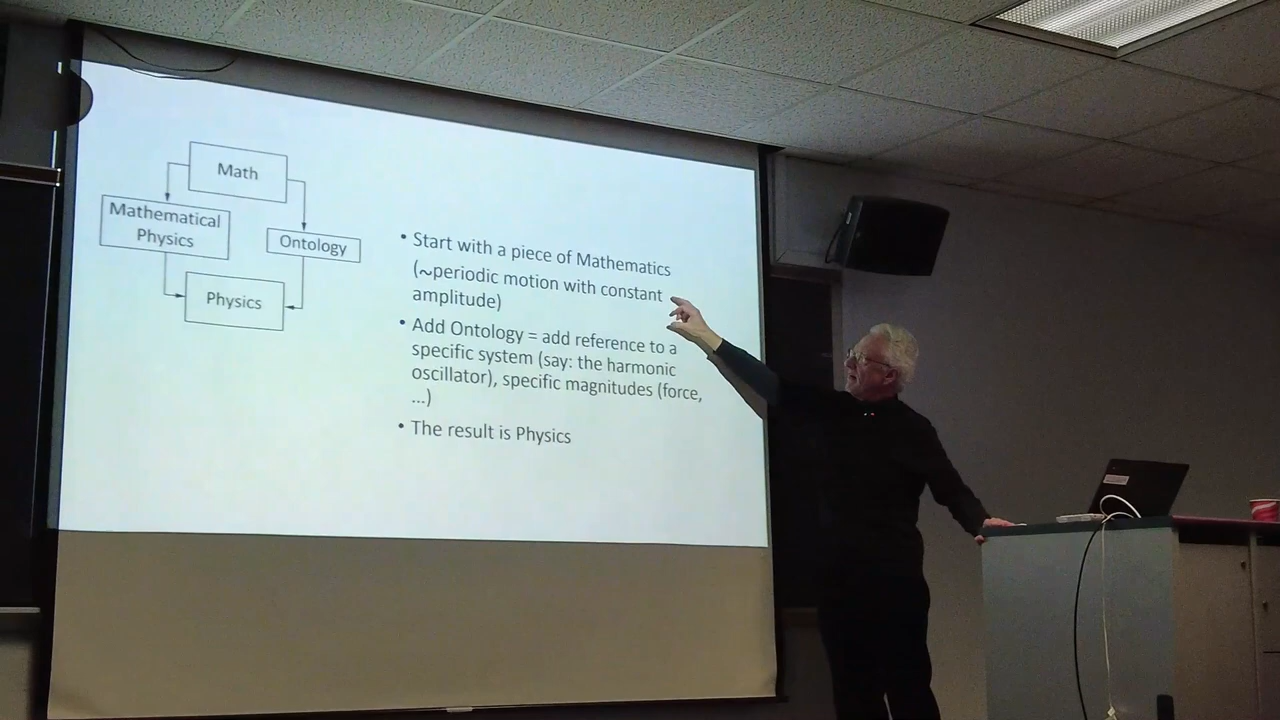 Math
Mathematical
Physics
Ontology
Physics
• Start with a piece of Mathematics
(~periodic motion with constant
amplitude)
• Add Ontology = add reference to a
specific system (say: the harmonic
oscillator), specific magnitudes (force,
...)
• The result is Physics